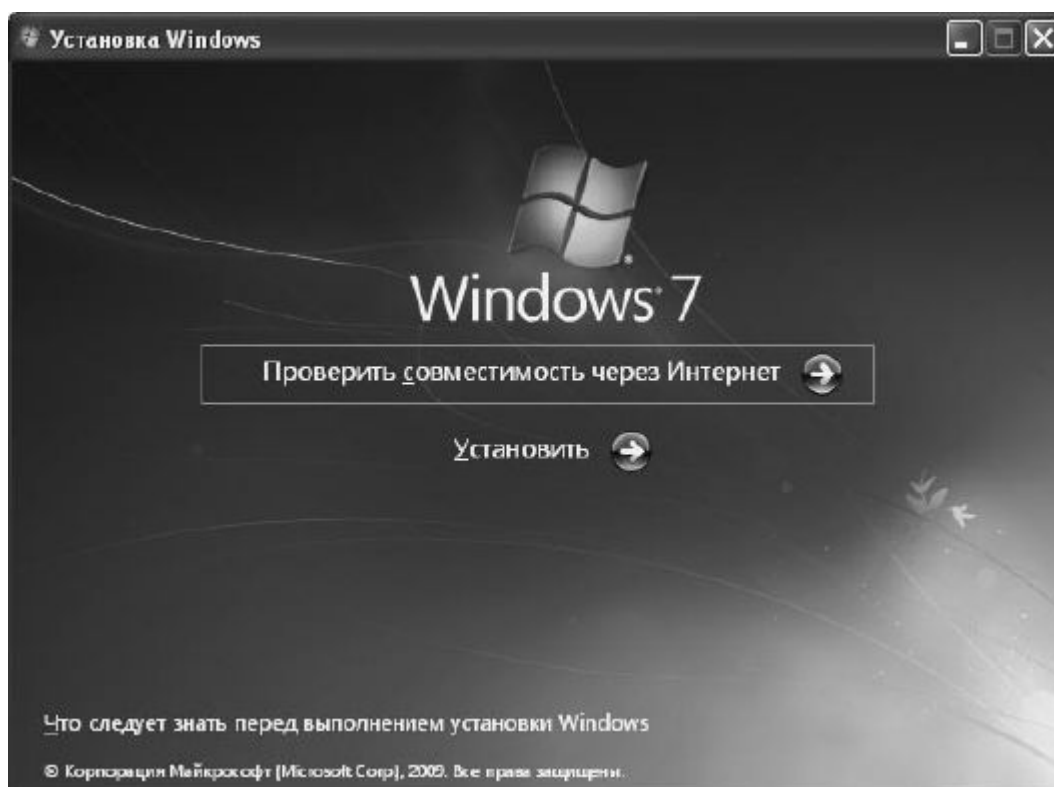 Установка Windows
Windows® 7
Проверить совместимость через Интернет
Установить
Что следует знать перед выполнением установки Windows
© Корпорация Майкрософт (Microsoft Corp), 2009. Все права защищены.